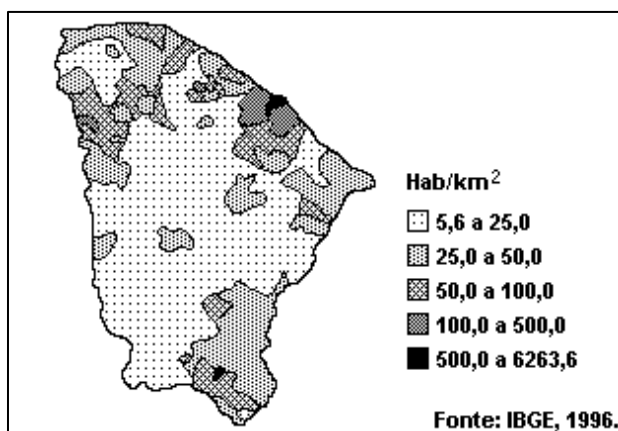 Hab/km²
5,6 a 25,0
25,0 a 50,0
50,0 a 100,0
100,0 a 500,0
500,0 a 6263,6
Fonte: IBGE, 1996.